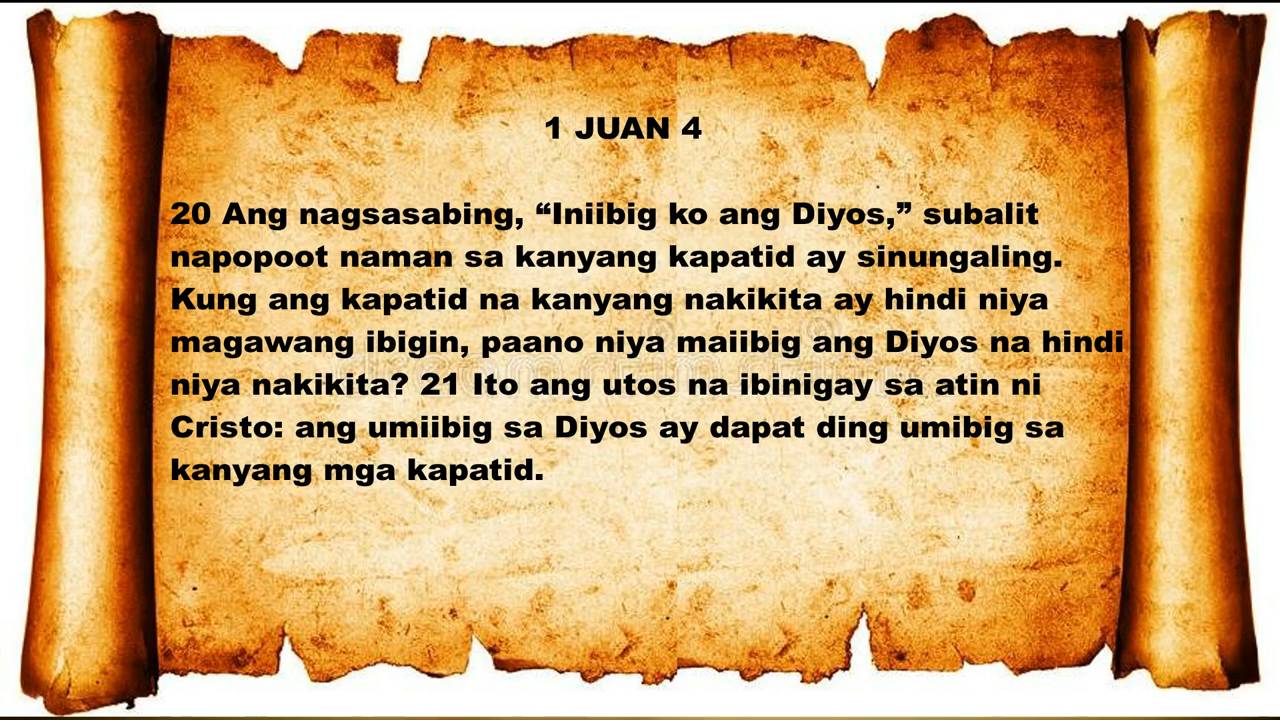 1 JUAN 4
20 Ang nagsasabing, “Iniibig ko ang Diyos,” subalit
napopoot naman sa kanyang kapatid ay sinungaling.
Kung ang kapatid na kanyang nakikita ay hindi niya
magawang ibigin, paano niya maiibig ang Diyos na hindi
niya nakikita? 21 Ito ang utos na ibinigay sa atin ni
Cristo: ang umiibig sa Diyos ay dapat ding umibig sa
kanyang mga kapatid.